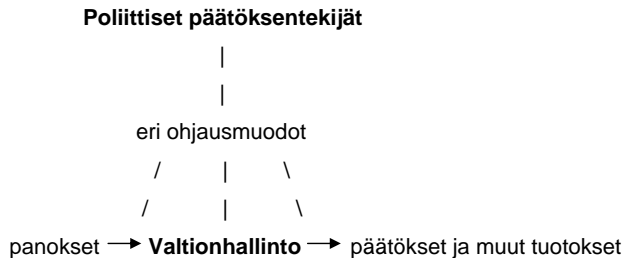 Poliittiset päätöksentekijät
|
|
eri ohjausmuodot
/ | \
/ | \
panokset → Valtionhallinto → päätökset ja muut tuotokset